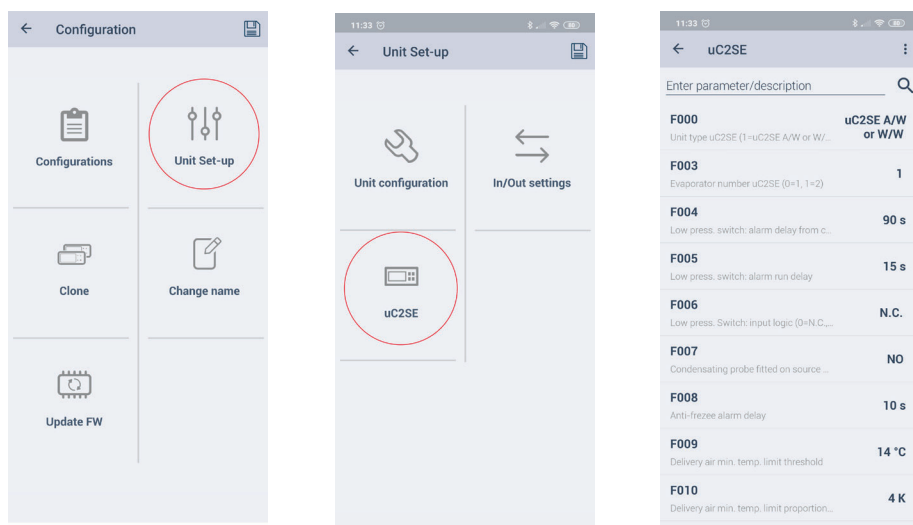 Configuration
Configurations
Unit Set-up
Clone
Change name
Update FW
11:33
80
Unit Set-up
Unit configuration
In/Out settings
uC2SE
11:33
80
uC2SE
Enter parameter/description
F000
Unit type uC2SE (1=uC2SE A/W or W/...
uC2SE A/W
or W/W
F003
Evaporator number uC2SE (0=1, 1=2)
1
F004
Low press. switch: alarm delay from c...
90 s
F005
Low press. switch: alarm run delay
15 s
F006
Low press. Switch: input logic (0=N.C.,...
N.C.
F007
Condensating probe fitted on source ...
NO
F008
Anti-frezee alarm delay
10 s
F009
Delivery air min. temp. limit threshold
14 °C
F010
Delivery air min. temp. limit proportion...
4 K